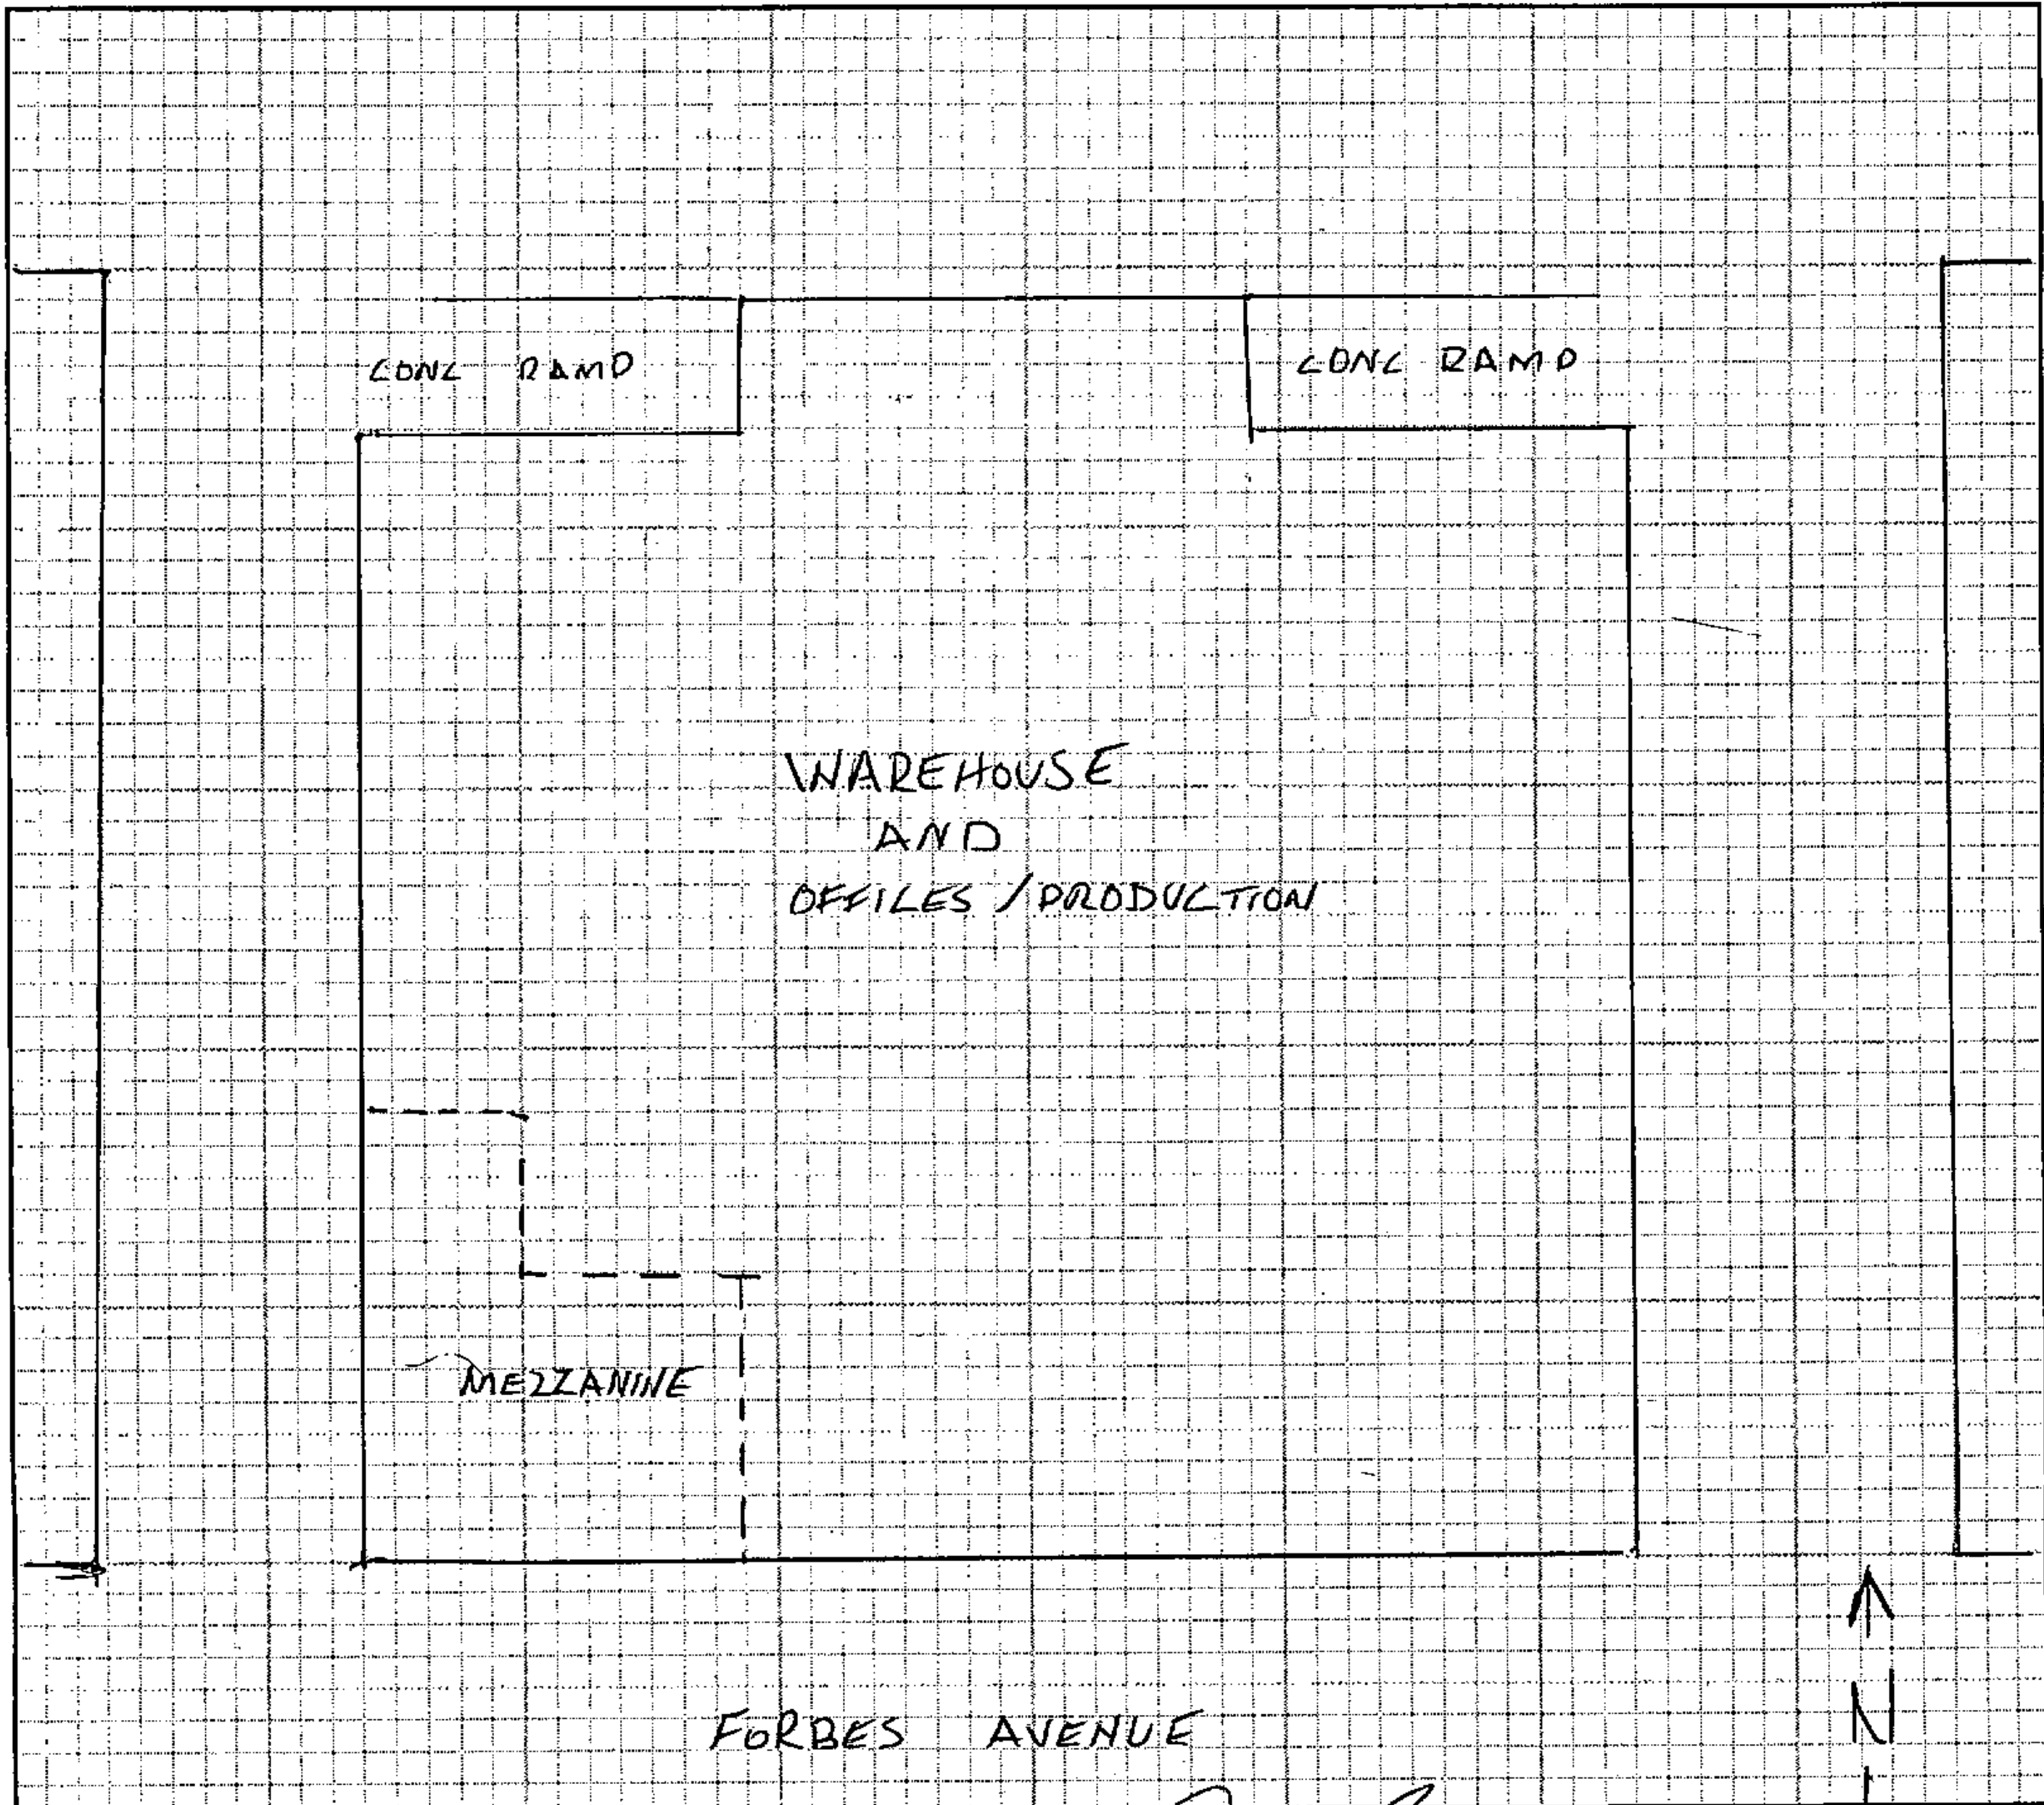 CONC RAMP
CONC RAMP
WAREHOUSE
AND
OFFICES / PRODUCTION
MEZZANINE
FORBES AVENUE
N